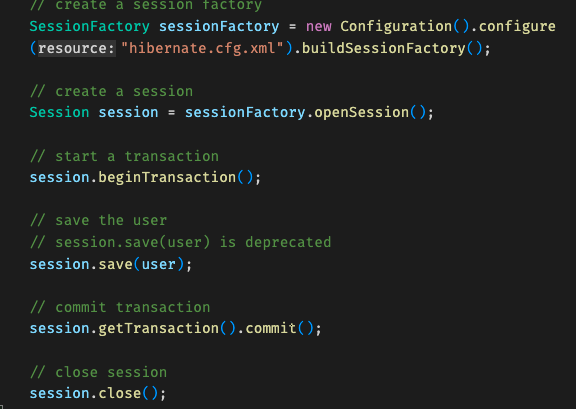 // create a session factory
SessionFactory sessionFactory = new Configuration().configure
(resource: "hibernate.cfg.xml").buildSessionFactory();
// create a session
Session session = sessionFactory.openSession();
// start a transaction
session.beginTransaction();
// save the user
// session.save(user) is deprecated
session.save(user);
// commit transaction
session.getTransaction().commit();
// close session
session.close();